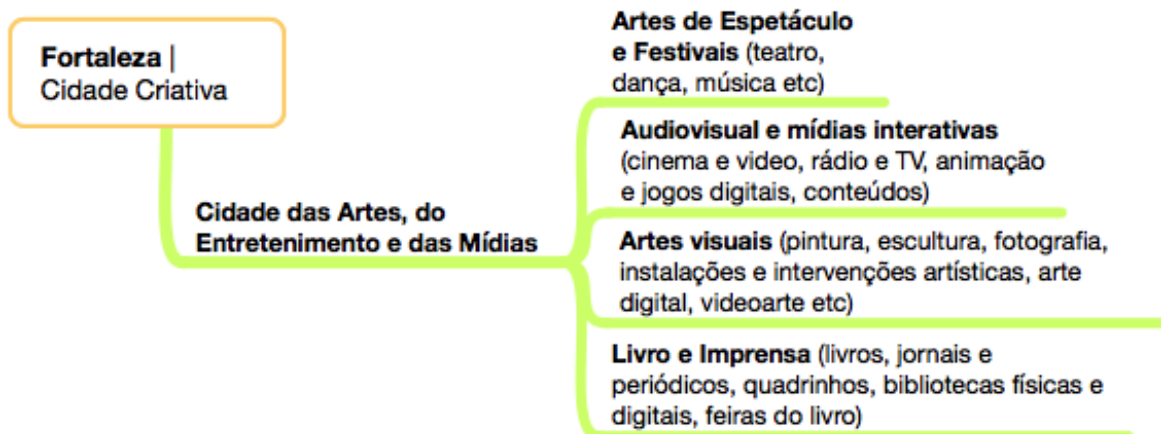 Fortaleza |
Cidade Criativa
Cidade das Artes, do
Entretenimento e das Mídias
Artes de Espetáculo
e Festivais (teatro,
dança, música etc)
Audiovisual e mídias interativas
(cinema e video, rádio e TV, animação
e jogos digitais, conteúdos)
Artes visuais (pintura, escultura, fotografia,
instalações e intervenções artísticas, arte
digital, videoarte etc)
Livro e Imprensa (livros, jornais e
periódicos, quadrinhos, bibliotecas físicas e
digitais, feiras do livro)